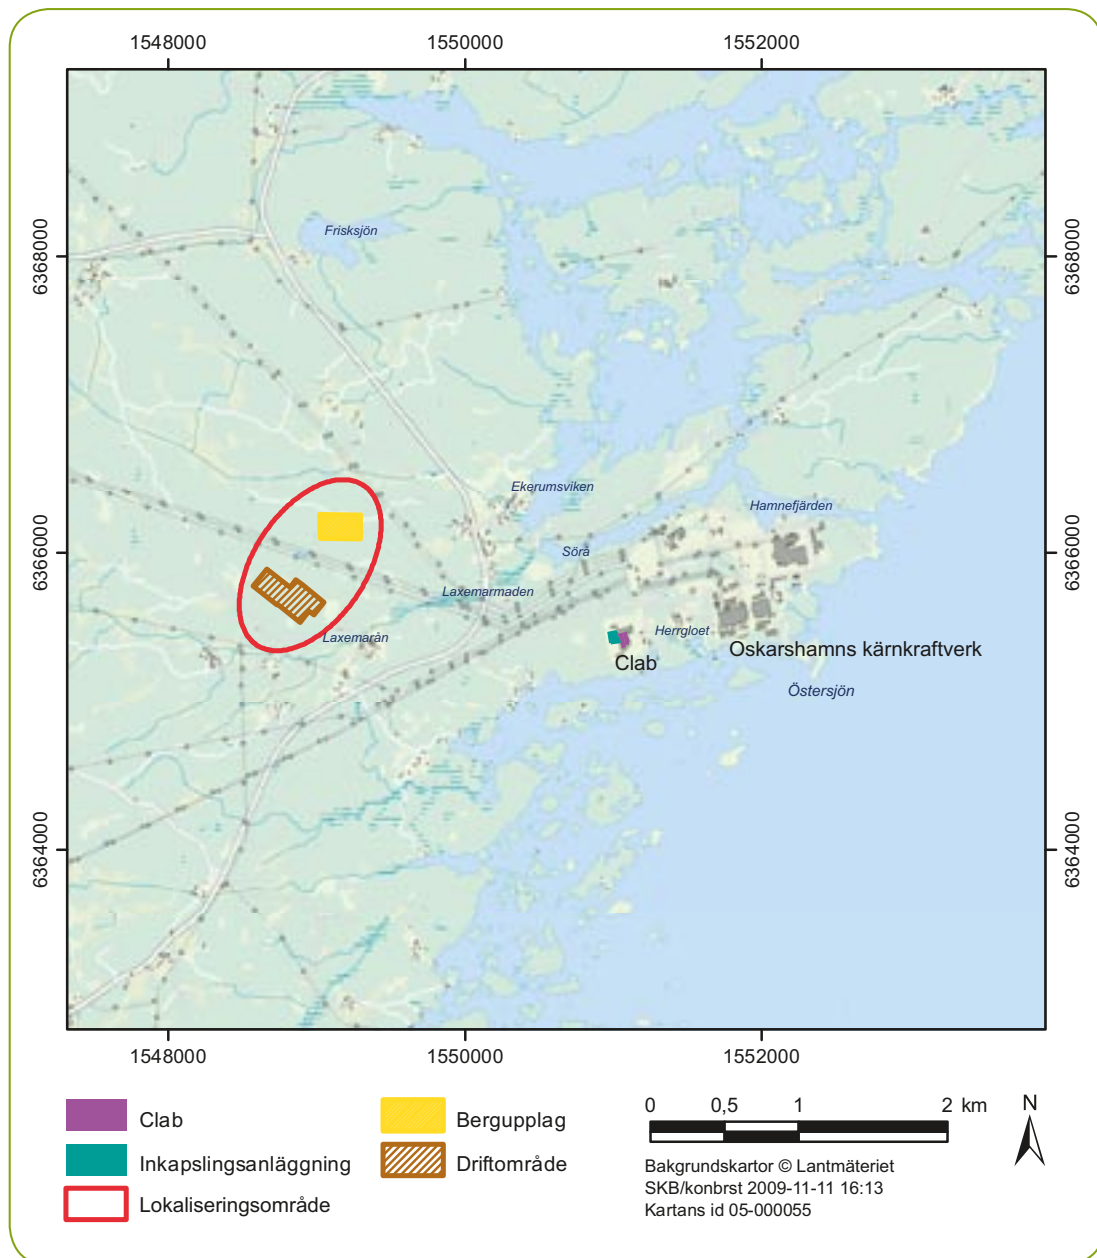 1548000 1550000 1552000
6368000 6368000
Frisksjön
Ekerumsviken
Hamnefjärden
6366000 6366000
Sörå
Laxemarmaden
Laxemarån
Herrgloet
Clab
Oskarshamns kärnkraftverk
Östersjön
6364000 6364000
1548000 1550000 1552000
Clab
Inkapslingsanläggning
Lokaliseringsområde
Bergupplag
Driftområde
0 0,5 1 2 km
N
Bakgrundskartor © Lantmäteriet
SKB/konbrst 2009-11-11 16:13
Kartans id 05-000055